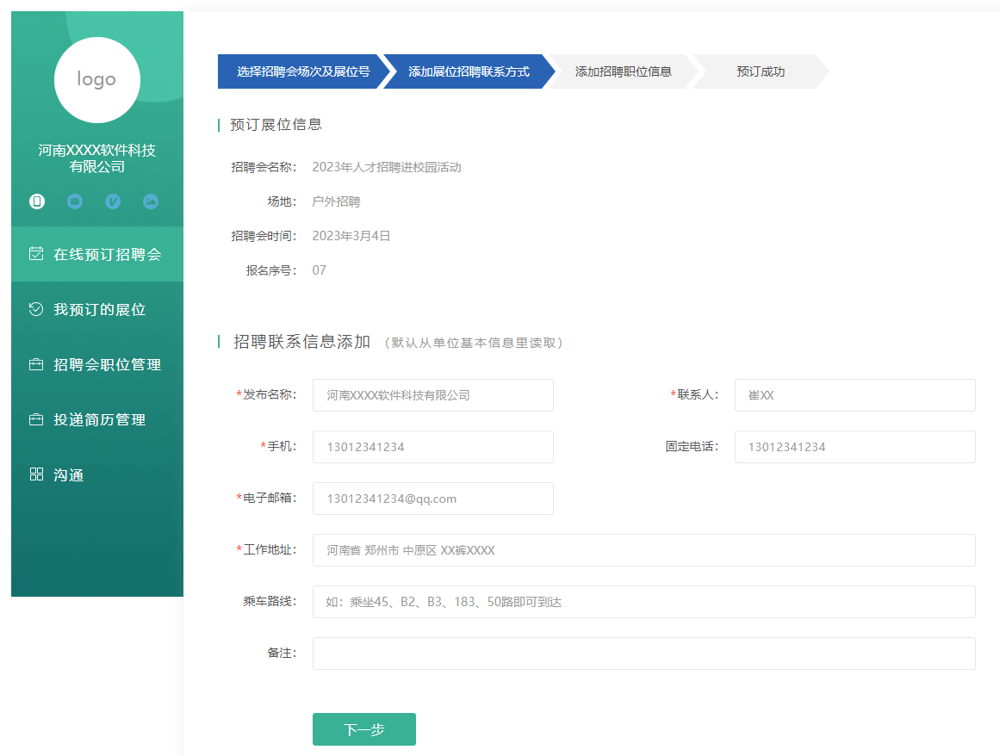 logo
河南XXXX软件科技
有限公司
在线预订招聘会
我预订的展位
招聘会职位管理
投递简历管理
沟通
选择招聘会场次及展位号
添加展位招聘联系方式
添加招聘职位信息
预订成功
预订展位信息
招聘会名称： 2023年人才招聘进校园活动
场地： 户外招聘
招聘会时间： 2023年3月4日
报名序号： 07
招聘联系信息添加 （默认从单位基本信息里读取）
*发布名称： 河南XXXX软件科技有限公司
*联系人： 崔XX
*手机： 13012341234
固定电话： 13012341234
*电子邮箱： 13012341234@qq.com
*工作地址： 河南省 郑州市 中原区 XX裤XXXX
乘车路线： 如：乘坐45、B2、B3、183、50路即可到达
备注：
下一步